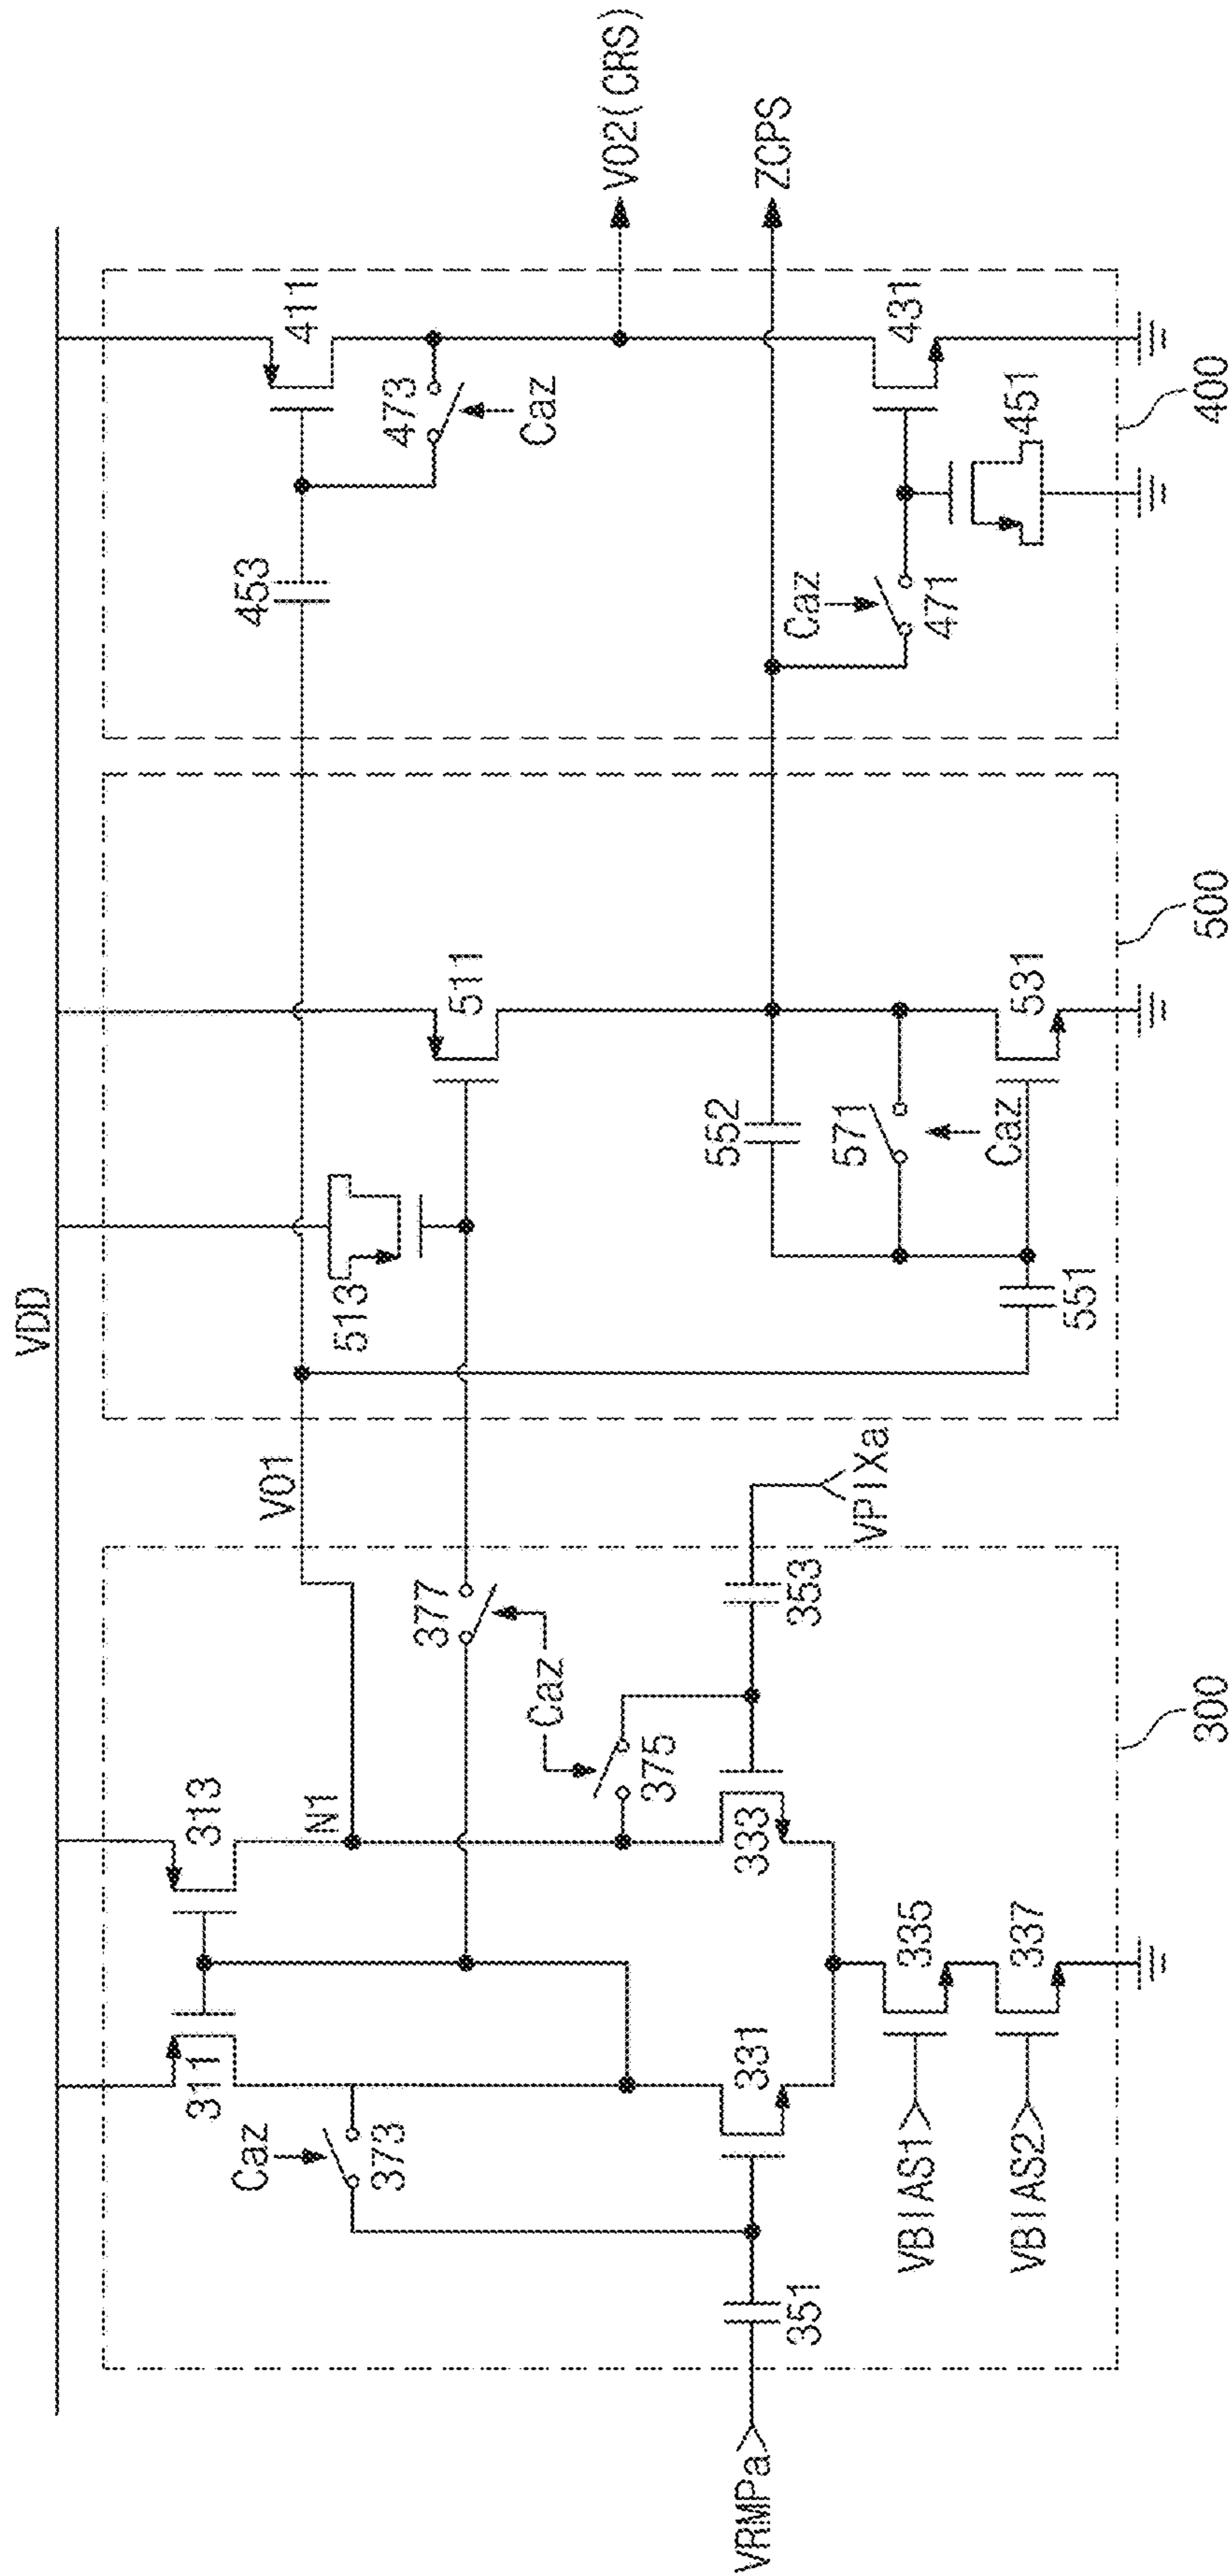 VDD
311
313
Caz
373
N1
VO1
331
333
Caz
375
377
351
353
VRMPa
VPIXa
335
337
VBIAS1
VBIAS2
300
513
511
552
571
Caz
531
551
500
453
411
473
Caz
VO2(CRS)
ZCPS
Caz
471
431
451
400